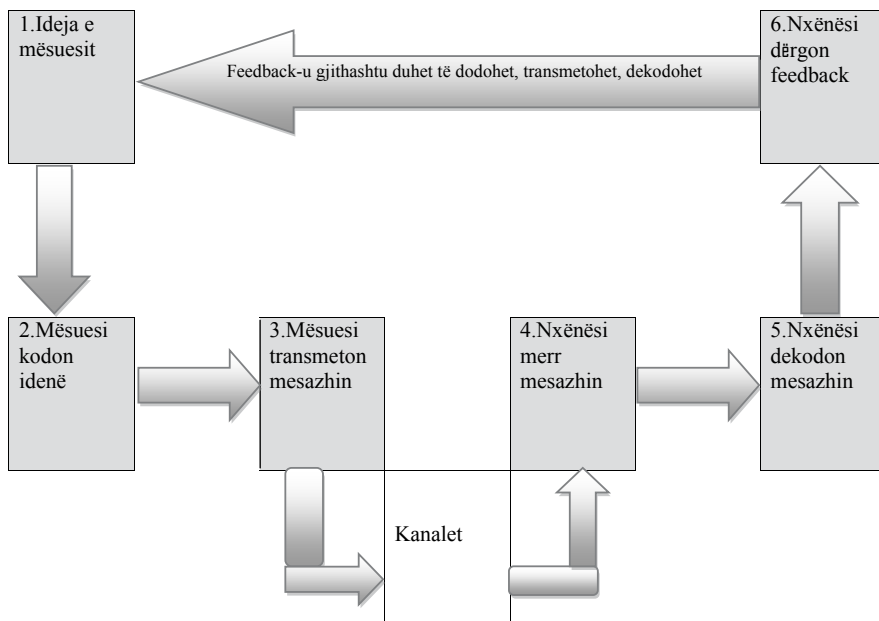 1.Ideja e
mësuesit
Feedback-u gjithashtu duhet të dodohet, transmetohet, dekodohet
6.Nxënësi
dërgon
feedback
2.Mësuesi
kodon
idenë
3.Mësuesi
transmeton
mesazhin
4.Nxënësi
merr
mesazhin
5.Nxënësi
dekodon
mesazhin
Kanalet